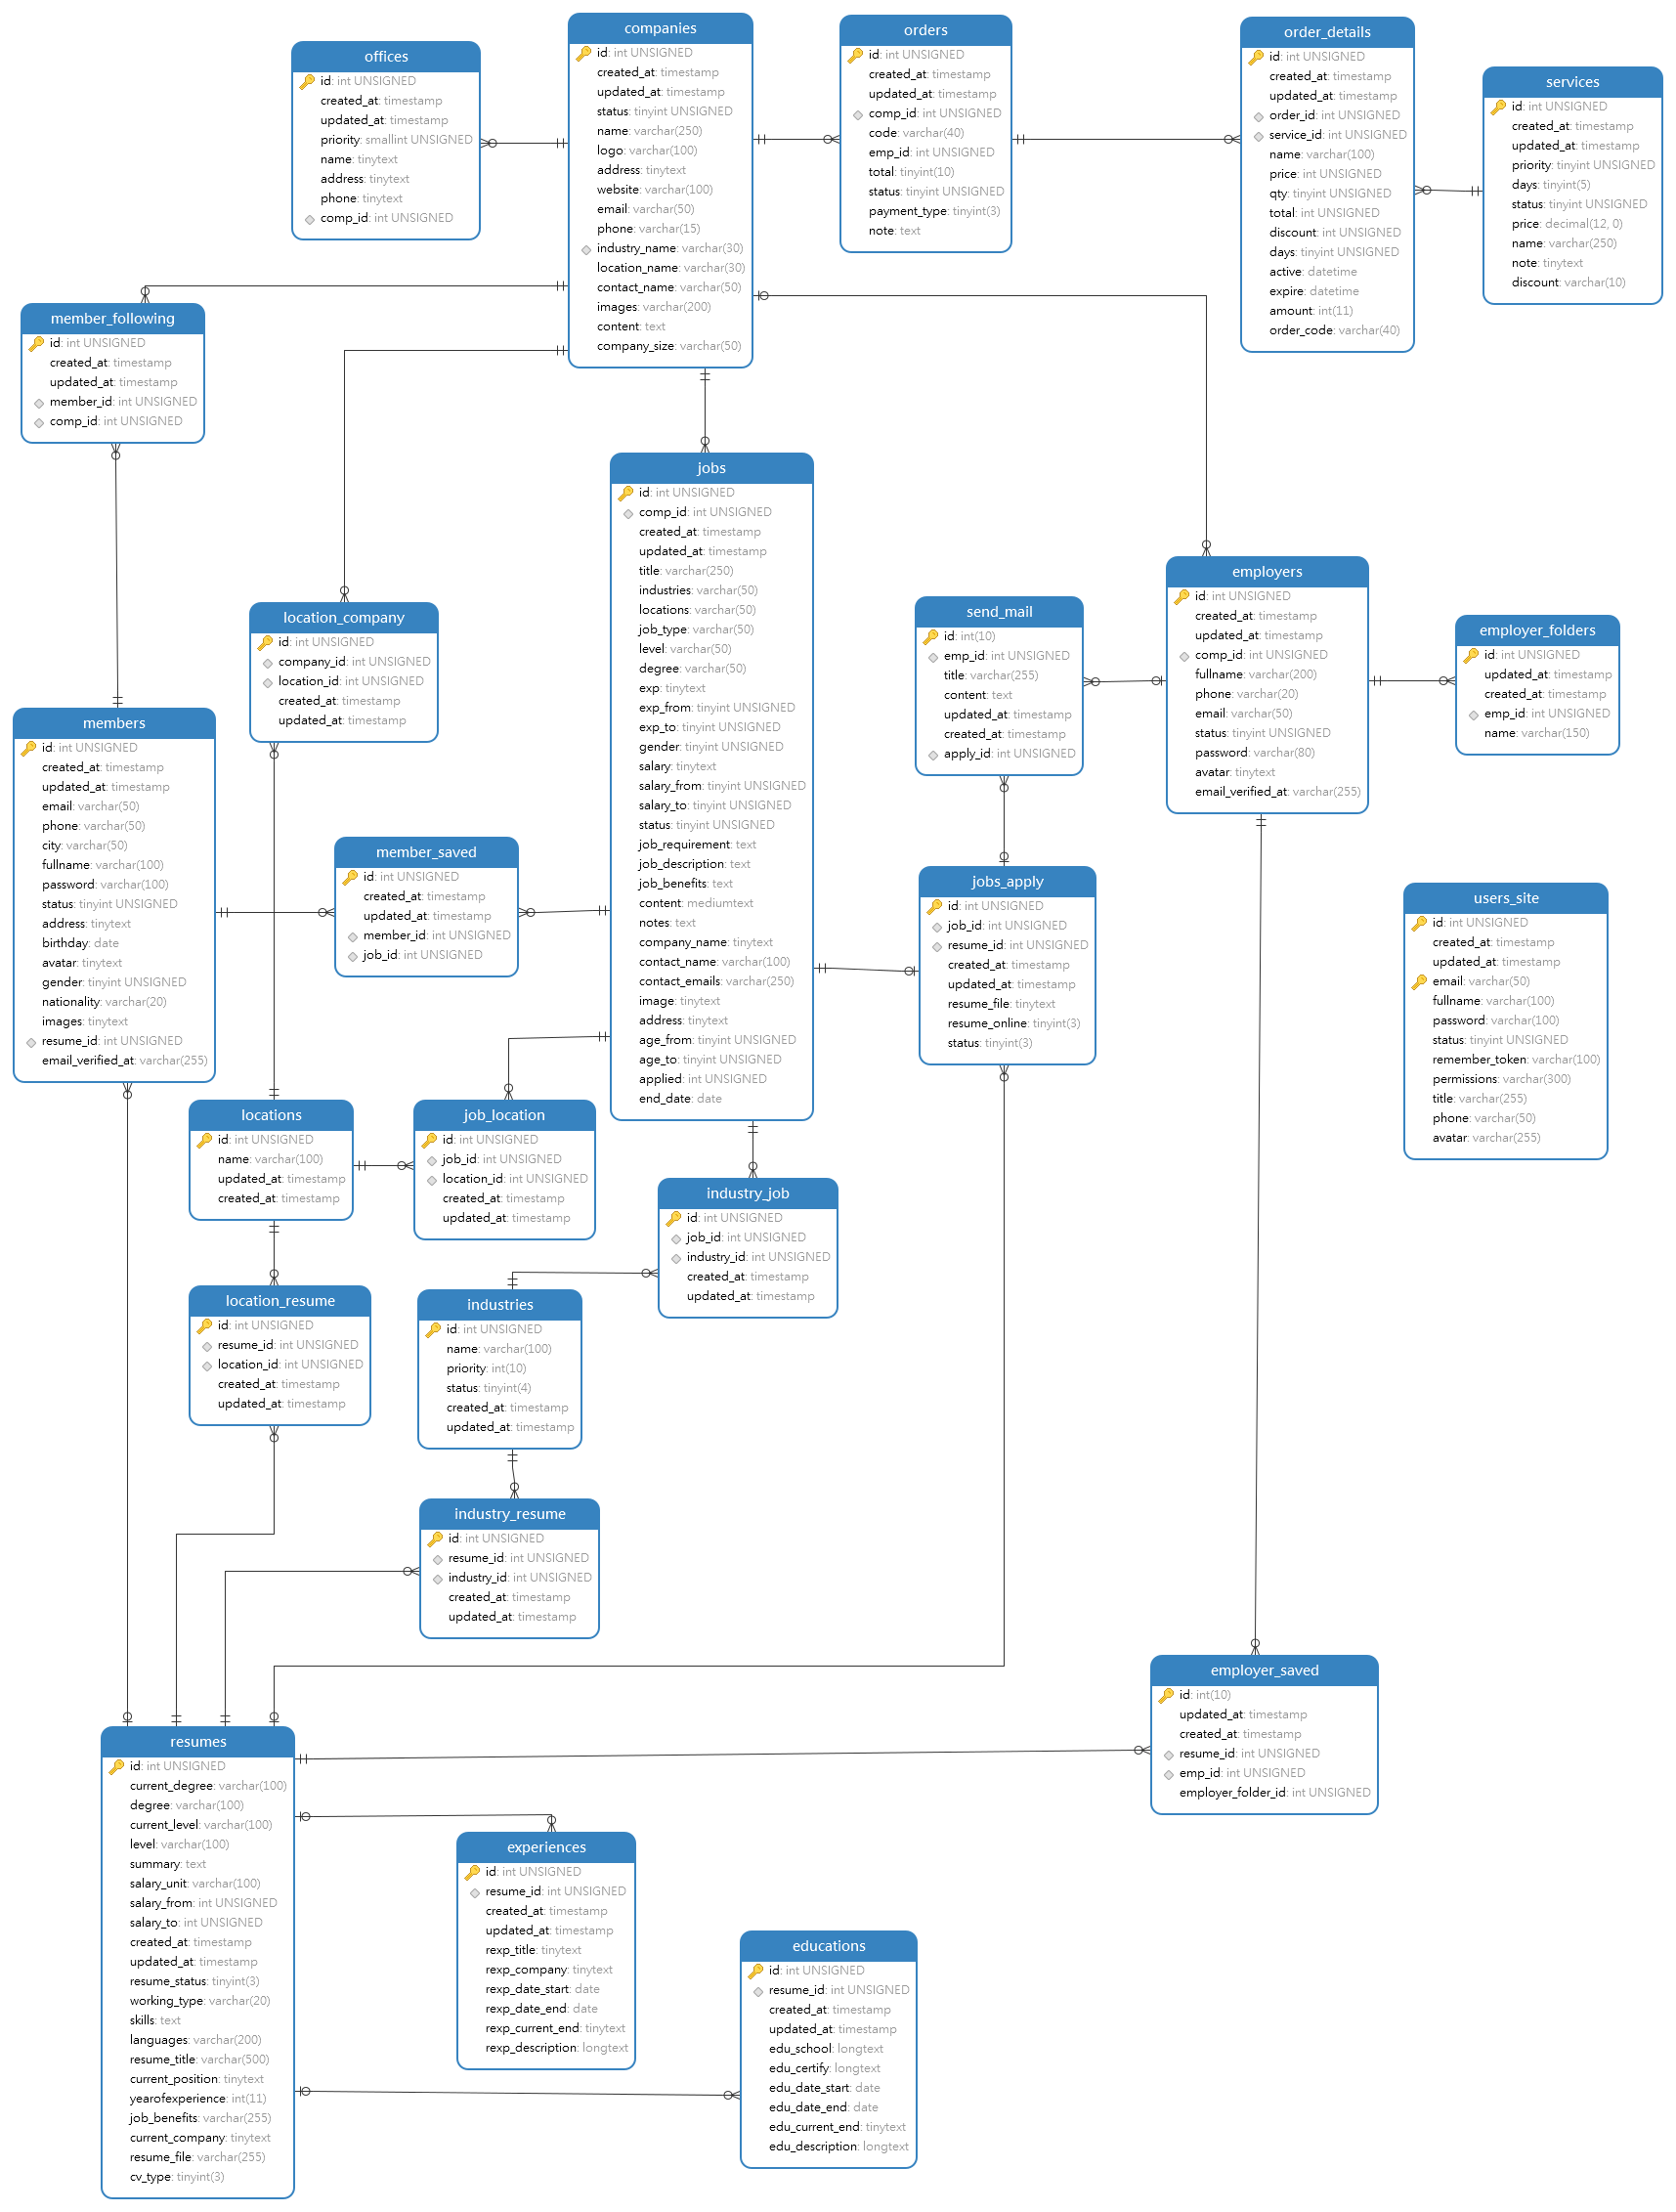 companies
id: int UNSIGNED
created_at: timestamp
updated_at: timestamp
status: tinyint UNSIGNED
name: varchar(250)
logo: varchar(100)
address: tinytext
website: varchar(100)
email: varchar(50)
phone: varchar(15)
industry_name: varchar(30)
location_name: varchar(30)
contact_name: varchar(50)
images: varchar(200)
content: text
company_size: varchar(50)
orders
id: int UNSIGNED
created_at: timestamp
updated_at: timestamp
comp_id: int UNSIGNED
code: varchar(40)
emp_id: int UNSIGNED
total: tinyint(10)
status: tinyint UNSIGNED
payment_type: tinyint(3)
note: text
order_details
id: int UNSIGNED
created_at: timestamp
updated_at: timestamp
order_id: int UNSIGNED
service_id: int UNSIGNED
name: varchar(100)
price: int UNSIGNED
qty: tinyint UNSIGNED
total: int UNSIGNED
discount: int UNSIGNED
days: tinyint UNSIGNED
active: datetime
expire: datetime
amount: int(11)
order_code: varchar(40)
offices
id: int UNSIGNED
created_at: timestamp
updated_at: timestamp
priority: smallint UNSIGNED
name: tinytext
address: tinytext
phone: tinytext
comp_id: int UNSIGNED
services
id: int UNSIGNED
created_at: timestamp
updated_at: timestamp
priority: tinyint UNSIGNED
days: tinyint(5)
status: tinyint UNSIGNED
price: decimal(12, 0)
name: varchar(250)
note: tinytext
discount: varchar(10)
member_following
id: int UNSIGNED
created_at: timestamp
updated_at: timestamp
member_id: int UNSIGNED
comp_id: int UNSIGNED
jobs
id: int UNSIGNED
comp_id: int UNSIGNED
created_at: timestamp
updated_at: timestamp
title: varchar(250)
industries: varchar(50)
locations: varchar(50)
job_type: varchar(50)
level: varchar(50)
degree: varchar(50)
exp: tinytext
exp_from: tinyint UNSIGNED
exp_to: tinyint UNSIGNED
gender: tinyint UNSIGNED
salary: tinytext
salary_from: tinyint UNSIGNED
salary_to: tinyint UNSIGNED
status: tinyint UNSIGNED
job_requirement: text
job_description: text
job_benefits: text
content: mediumtext
notes: text
company_name: tinytext
contact_name: varchar(100)
contact_emails: varchar(250)
image: tinytext
address: tinytext
age_from: tinyint UNSIGNED
age_to: tinyint UNSIGNED
applied: int UNSIGNED
end_date: date
employers
id: int UNSIGNED
created_at: timestamp
updated_at: timestamp
comp_id: int UNSIGNED
fullname: varchar(200)
phone: varchar(20)
email: varchar(50)
status: tinyint UNSIGNED
password: varchar(80)
avatar: tinytext
email_verified_at: varchar(255)
send_mail
id: int(10)
emp_id: int UNSIGNED
title: varchar(255)
content: text
updated_at: timestamp
created_at: timestamp
apply_id: int UNSIGNED
location_company
id: int UNSIGNED
company_id: int UNSIGNED
location_id: int UNSIGNED
created_at: timestamp
updated_at: timestamp
employer_folders
id: int UNSIGNED
updated_at: timestamp
created_at: timestamp
emp_id: int UNSIGNED
name: varchar(150)
members
id: int UNSIGNED
created_at: timestamp
updated_at: timestamp
email: varchar(50)
phone: varchar(50)
city: varchar(50)
fullname: varchar(100)
password: varchar(100)
status: tinyint UNSIGNED
address: tinytext
birthday: date
avatar: tinytext
gender: tinyint UNSIGNED
nationality: varchar(20)
images: tinytext
resume_id: int UNSIGNED
email_verified_at: varchar(255)
member_saved
id: int UNSIGNED
created_at: timestamp
updated_at: timestamp
member_id: int UNSIGNED
job_id: int UNSIGNED
jobs_apply
id: int UNSIGNED
job_id: int UNSIGNED
resume_id: int UNSIGNED
created_at: timestamp
updated_at: timestamp
resume_file: tinytext
resume_online: tinyint(3)
status: tinyint(3)
users_site
id: int UNSIGNED
created_at: timestamp
updated_at: timestamp
email: varchar(50)
fullname: varchar(100)
password: varchar(100)
status: tinyint UNSIGNED
remember_token: varchar(100)
permissions: varchar(300)
title: varchar(255)
phone: varchar(50)
avatar: varchar(255)
locations
id: int UNSIGNED
name: varchar(100)
updated_at: timestamp
created_at: timestamp
job_location
id: int UNSIGNED
job_id: int UNSIGNED
location_id: int UNSIGNED
created_at: timestamp
updated_at: timestamp
industry_job
id: int UNSIGNED
job_id: int UNSIGNED
industry_id: int UNSIGNED
created_at: timestamp
updated_at: timestamp
location_resume
id: int UNSIGNED
resume_id: int UNSIGNED
location_id: int UNSIGNED
created_at: timestamp
updated_at: timestamp
industries
id: int UNSIGNED
name: varchar(100)
priority: int(10)
status: tinyint(4)
created_at: timestamp
updated_at: timestamp
industry_resume
id: int UNSIGNED
resume_id: int UNSIGNED
industry_id: int UNSIGNED
created_at: timestamp
updated_at: timestamp
employer_saved
id: int(10)
updated_at: timestamp
created_at: timestamp
resume_id: int UNSIGNED
emp_id: int UNSIGNED
employer_folder_id: int UNSIGNED
resumes
id: int UNSIGNED
current_degree: varchar(100)
degree: varchar(100)
current_level: varchar(100)
level: varchar(100)
summary: text
salary_unit: varchar(100)
salary_from: int UNSIGNED
salary_to: int UNSIGNED
created_at: timestamp
updated_at: timestamp
resume_status: tinyint(3)
working_type: varchar(20)
skills: text
languages: varchar(200)
resume_title: varchar(500)
current_position: tinytext
yearofexperience: int(11)
job_benefits: varchar(255)
current_company: tinytext
resume_file: varchar(255)
cv_type: tinyint(3)
experiences
id: int UNSIGNED
resume_id: int UNSIGNED
created_at: timestamp
updated_at: timestamp
rexp_title: tinytext
rexp_company: tinytext
rexp_date_start: date
rexp_date_end: date
rexp_current_end: tinytext
rexp_description: longtext
educations
id: int UNSIGNED
resume_id: int UNSIGNED
created_at: timestamp
updated_at: timestamp
edu_school: longtext
edu_certify: longtext
edu_date_start: date
edu_date_end: date
edu_current_end: tinytext
edu_description: longtext